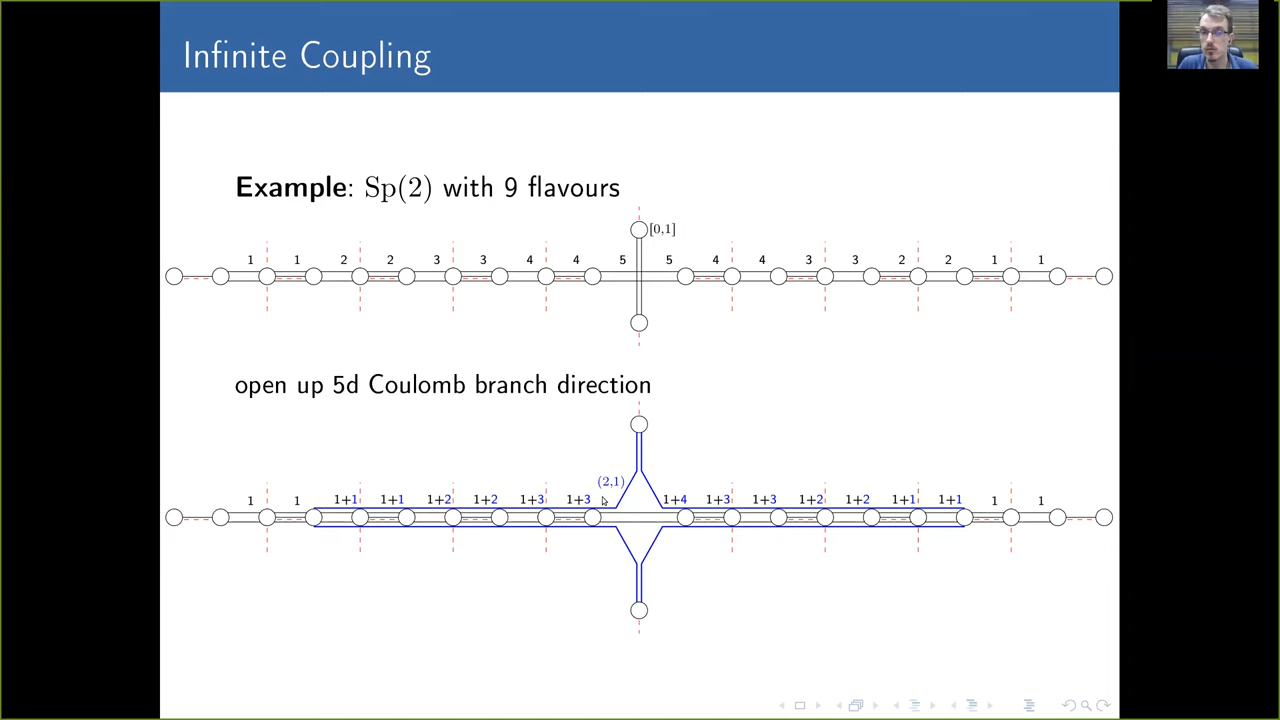 Infinite Coupling
Example: Sp(2) with 9 flavours
[0,1]
1 1 2 2 3 3 4 4 5 5 4 4 3 3 2 2 1 1
open up 5d Coulomb branch direction
(2,1)
1 1 1+1 1+1 1+2 1+2 1+3 1+3 1+4 1+3 1+3 1+2 1+2 1+1 1+1 1 1